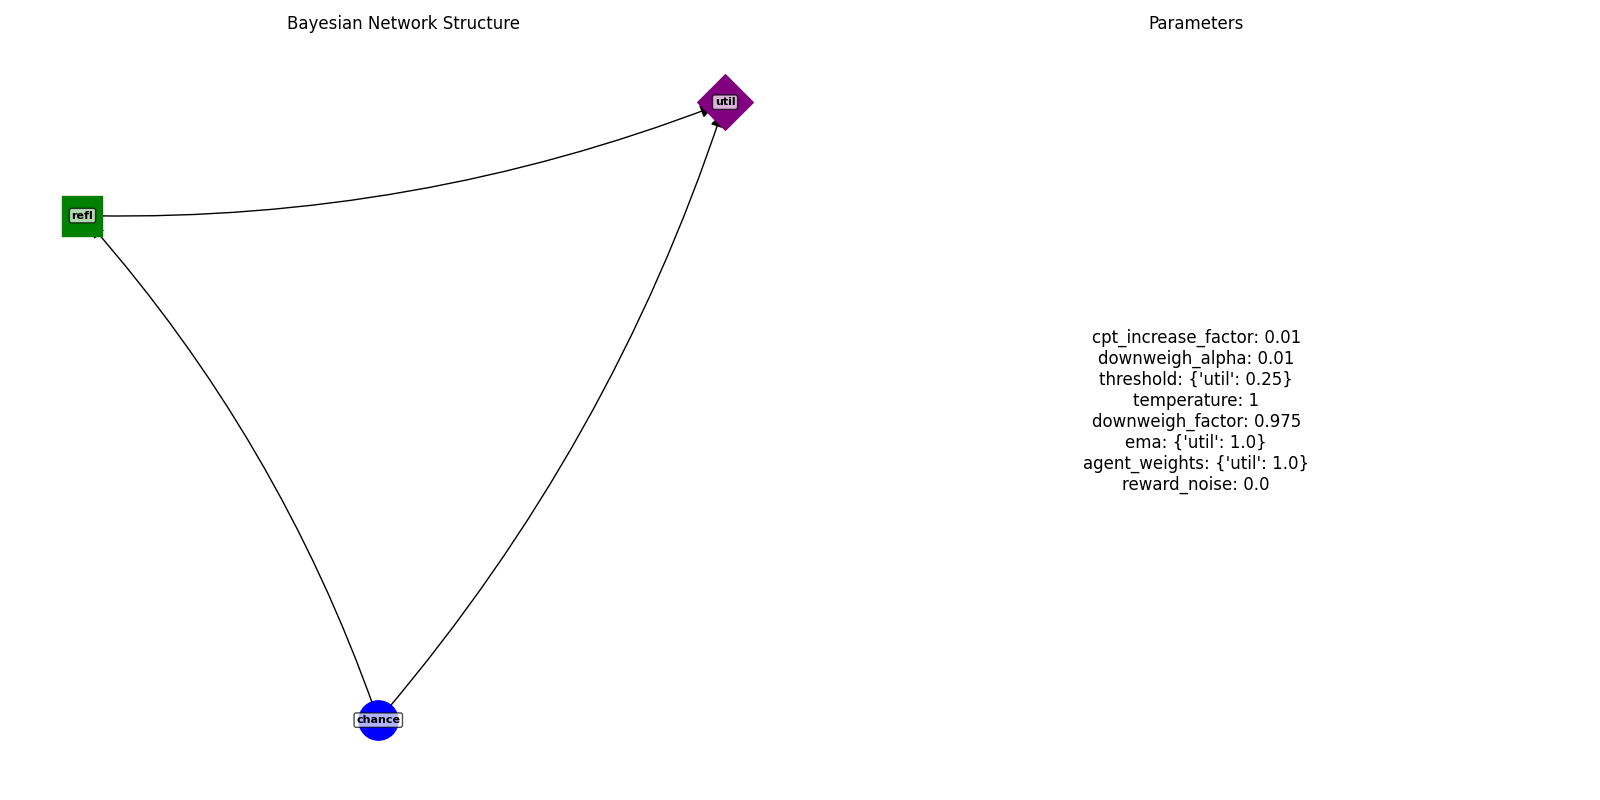 Bayesian Network Structure
Parameters
util
refl
chance
cpt_increase_factor: 0.01
downweigh_alpha: 0.01
threshold: {'util': 0.25}
temperature: 1
downweigh_factor: 0.975
ema: {'util': 1.0}
agent_weights: {'util': 1.0}
reward_noise: 0.0